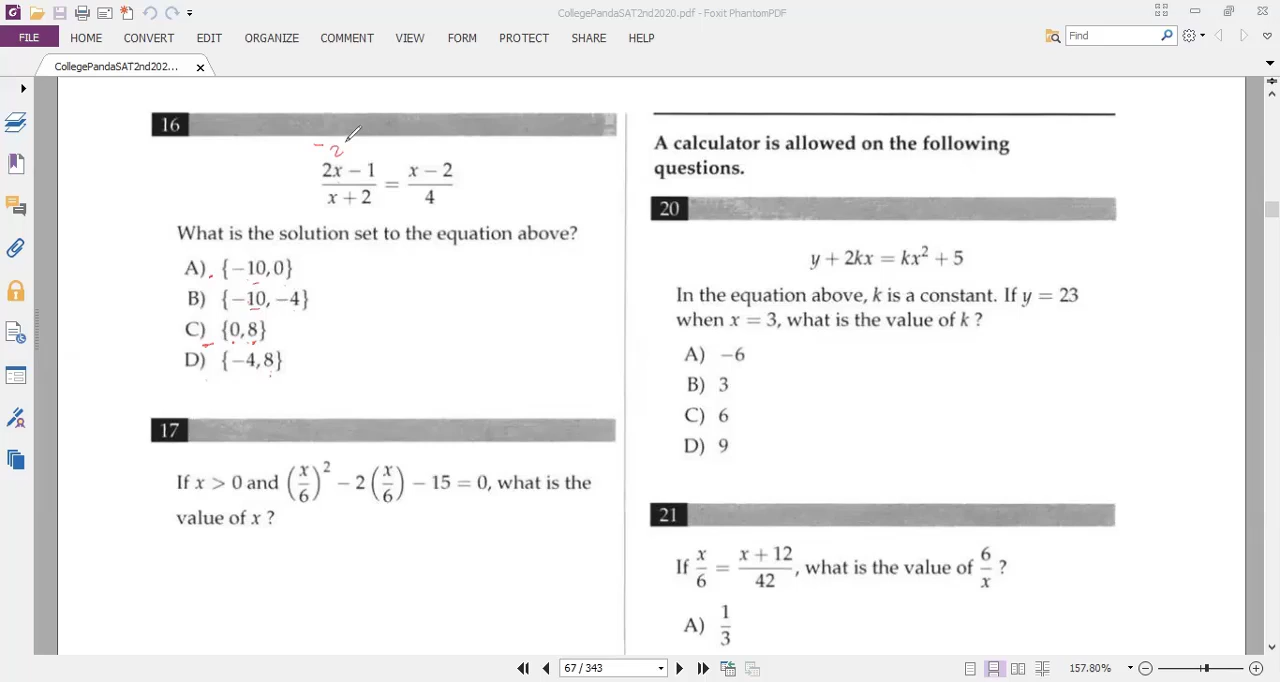 CollegePandaSAT2nd2020.pdf - Foxit PhantomPDF
FILE HOME CONVERT EDIT ORGANIZE COMMENT VIEW FORM PROTECT SHARE HELP
Find
CollegePandaSAT2nd202...
16
-2
(2x − 1)/(x + 2) = (x − 2)/4
What is the solution set to the equation above?
A) {−10, 0}
B) {−10, −4}
C) {0, 8}
D) {−4, 8}
17
If x > 0 and (x/6)² − 2(x/6) − 15 = 0, what is the
value of x ?
A calculator is allowed on the following
questions.
20
y + 2kx = kx² + 5
In the equation above, k is a constant. If y = 23
when x = 3, what is the value of k ?
A) −6
B) 3
C) 6
D) 9
21
If x/6 = (x + 12)/42, what is the value of 6/x ?
A) 1/3
67 / 343
157.80%